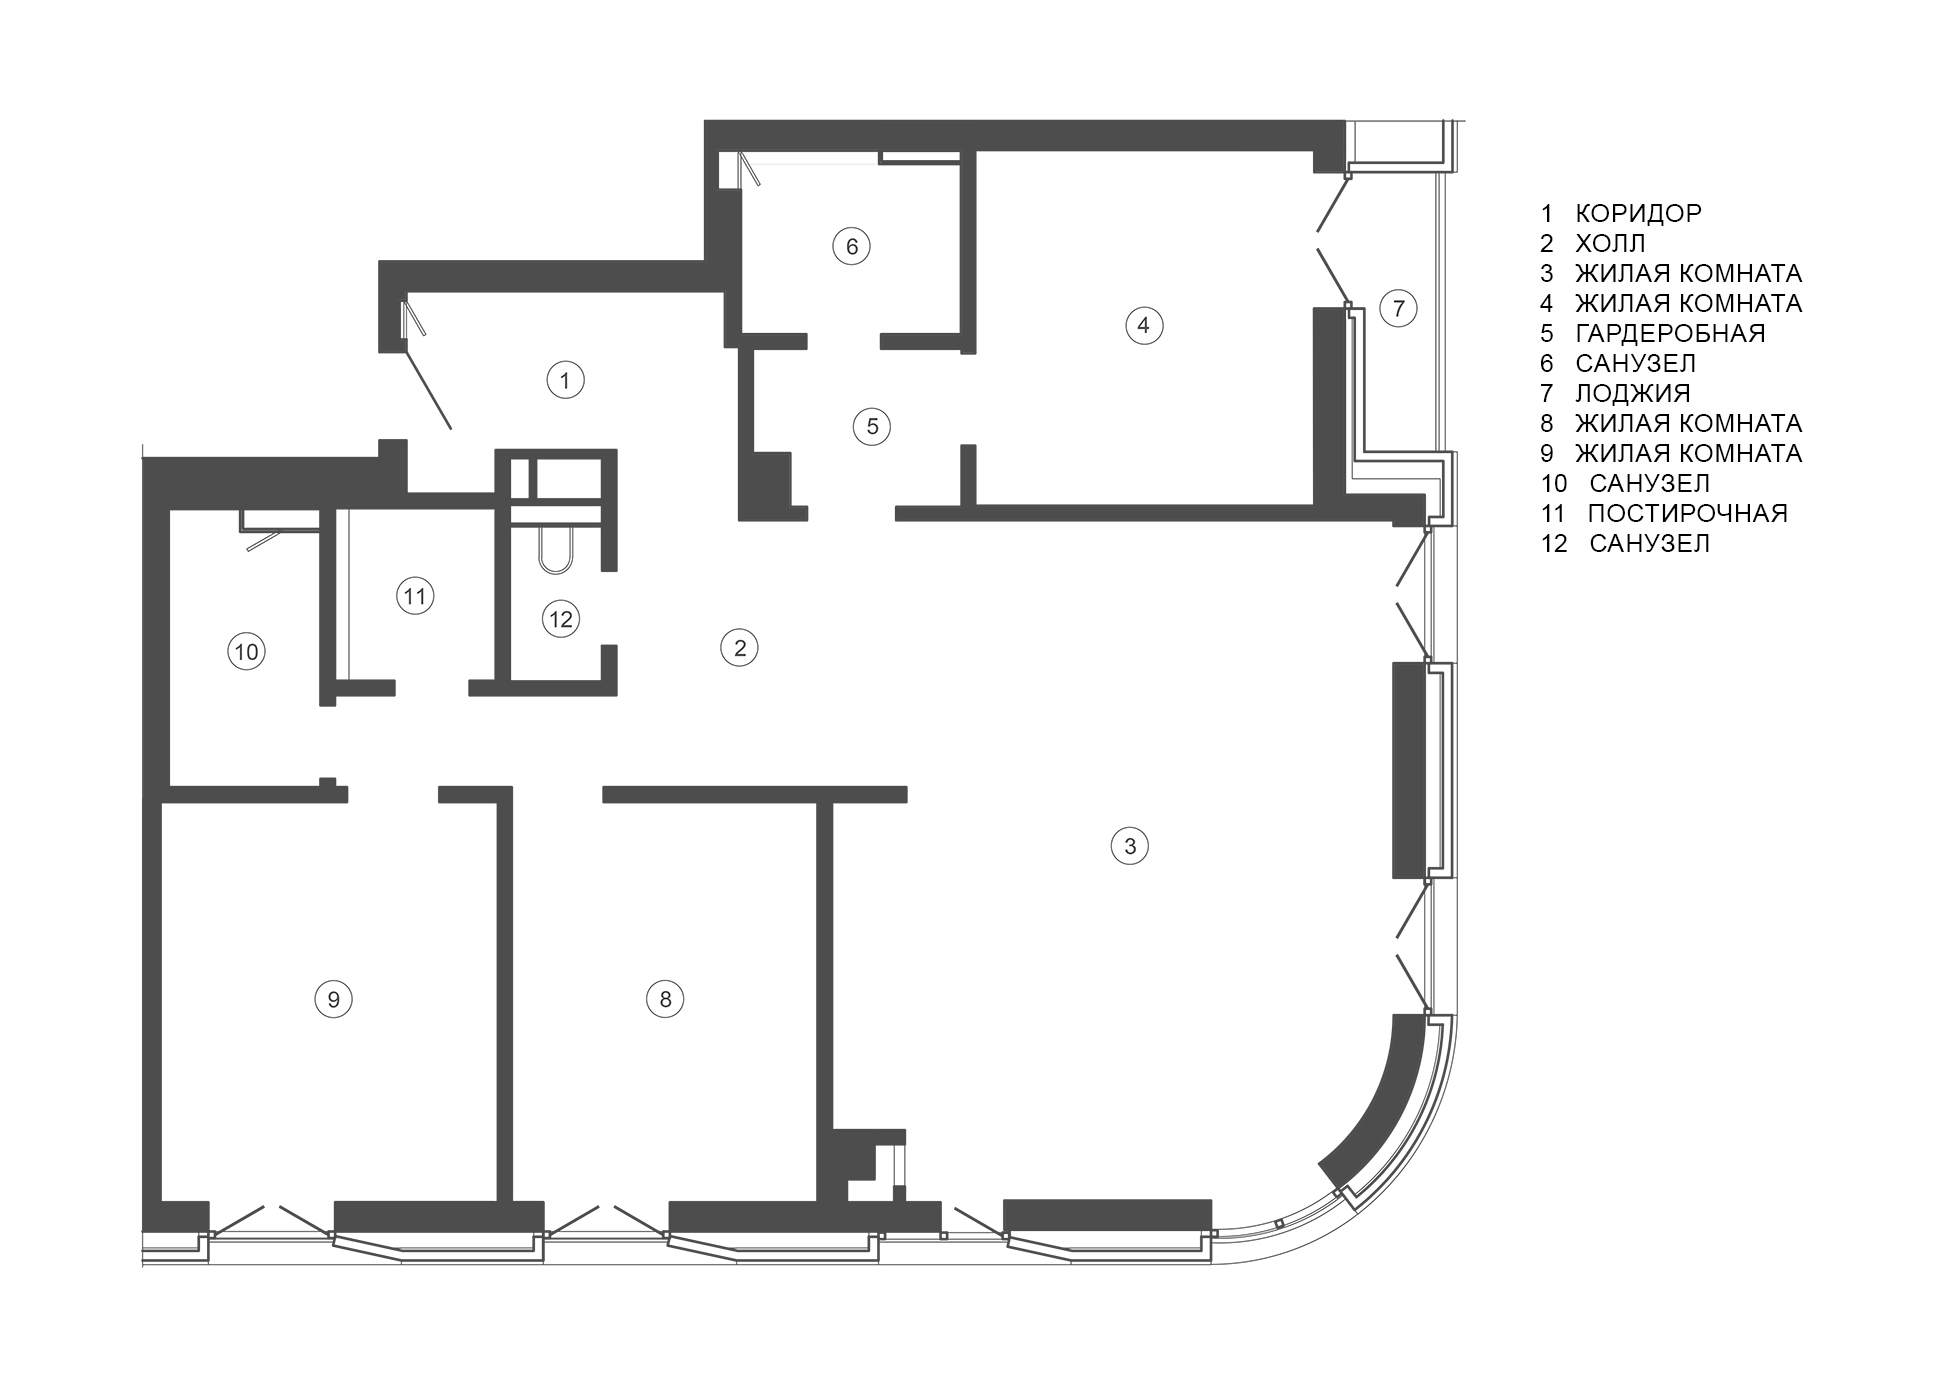 1 КОРИДОР
2 ХОЛЛ
3 ЖИЛАЯ КОМНАТА
4 ЖИЛАЯ КОМНАТА
5 ГАРДЕРОБНАЯ
6 САНУЗЕЛ
7 ЛОДЖИЯ
8 ЖИЛАЯ КОМНАТА
9 ЖИЛАЯ КОМНАТА
10 САНУЗЕЛ
11 ПОСТИРОЧНАЯ
12 САНУЗЕЛ
6
7
4
1
5
11
12
2
10
3
9
8